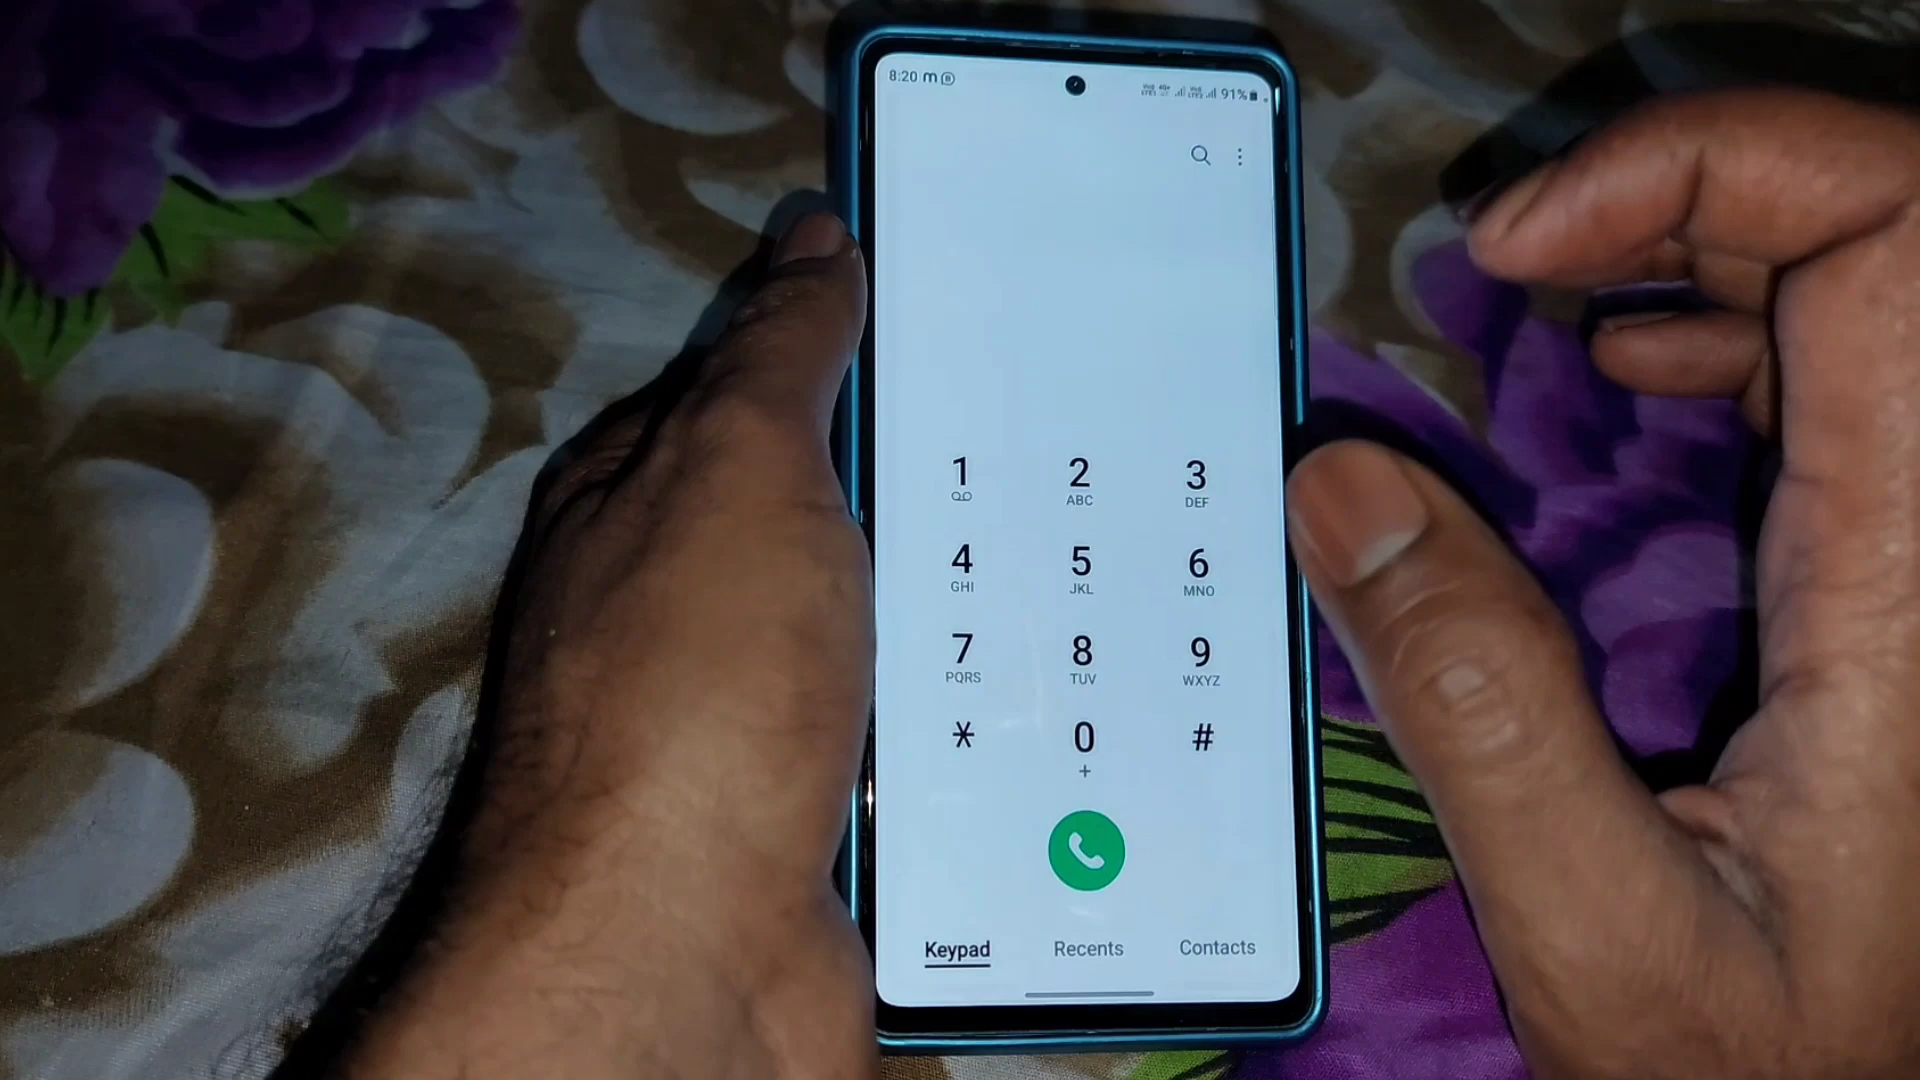 8:20 m B 91%
1 2 3
ABC DEF
4 5 6
GHI JKL MNO
7 8 9
PQRS TUV WXYZ
* 0 #
+
Keypad Recents Contacts